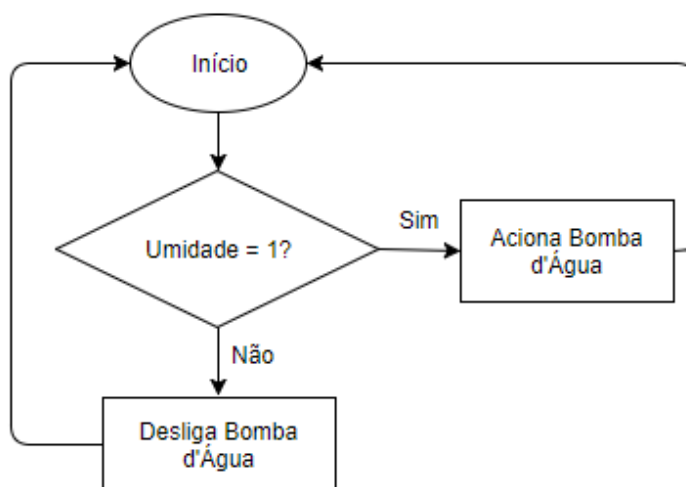 Início
Umidade = 1?
Sim
Aciona Bomba
d'Água
Não
Desliga Bomba
d'Água